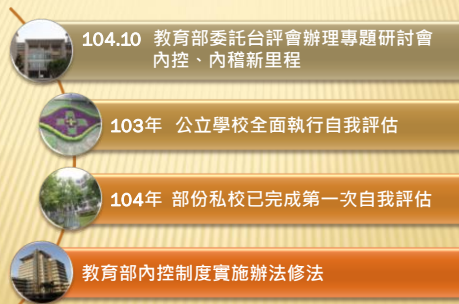 104.10 教育部委託台評會辦理專題研討會
內控、內稽新里程
103年 公立學校全面執行自我評估
104年 部份私校已完成第一次自我評估
教育部內控制度實施辦法修法